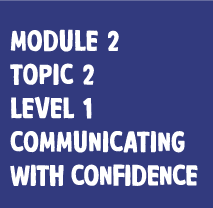 MODULE 2
TOPIC 2
LEVEL 1
COMMUNICATING
WITH CONFIDENCE